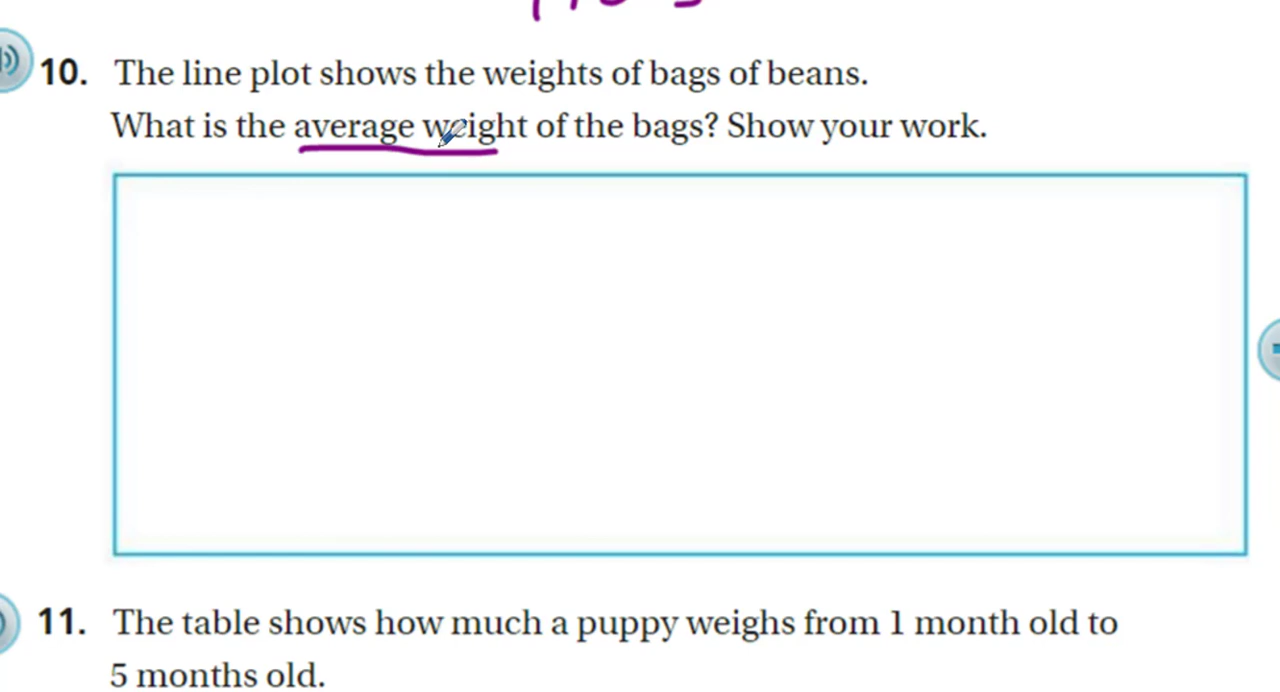 10. The line plot shows the weights of bags of beans.
What is the average weight of the bags? Show your work.
11. The table shows how much a puppy weighs from 1 month old to
5 months old.